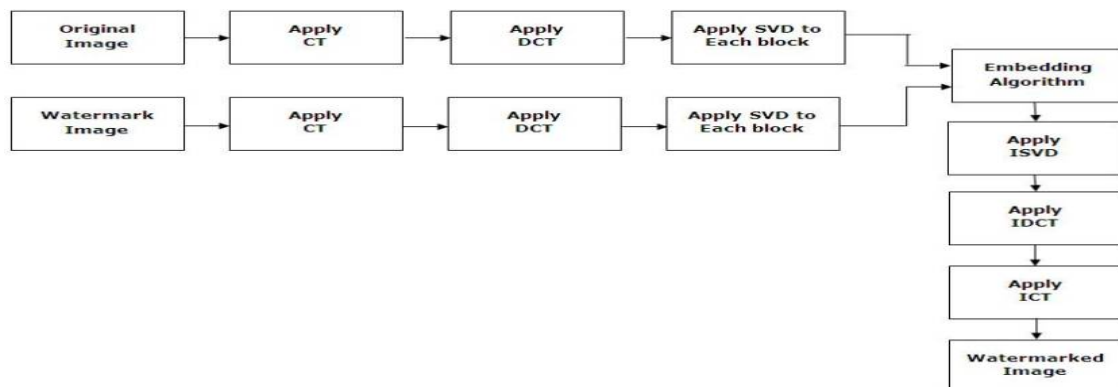 Original
Image
Apply
CT
Apply
DCT
Apply SVD to
Each block
Embedding
Algorithm
Watermark
Image
Apply
CT
Apply
DCT
Apply SVD to
Each block
Apply
ISVD
Apply
IDCT
Apply
ICT
Watermarked
Image